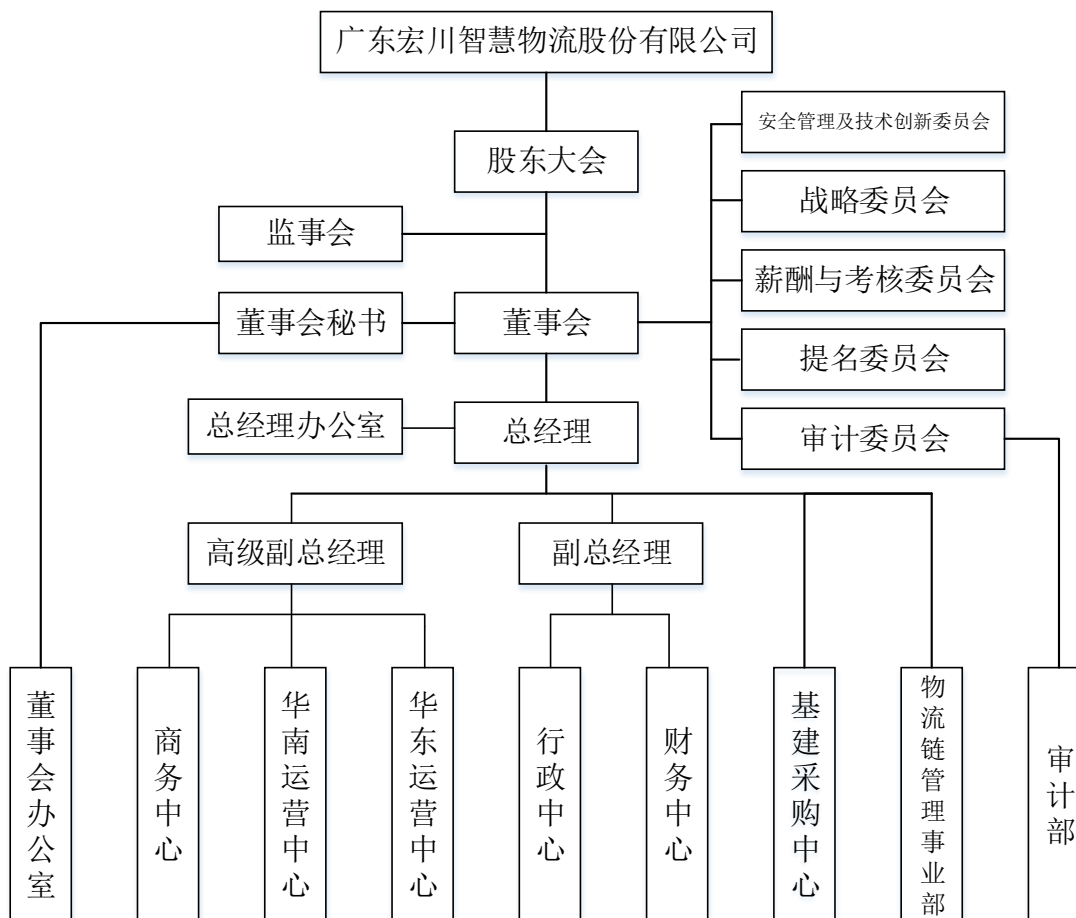 广东宏川智慧物流股份有限公司
安全管理及技术创新委员会
股东大会
战略委员会
监事会
薪酬与考核委员会
董事会秘书
董事会
提名委员会
总经理办公室
总经理
审计委员会
高级副总经理
副总经理
董事会办公室
商务中心
华南运营中心
华东运营中心
行政中心
财务中心
基建采购中心
物流链管理事业部
审计部